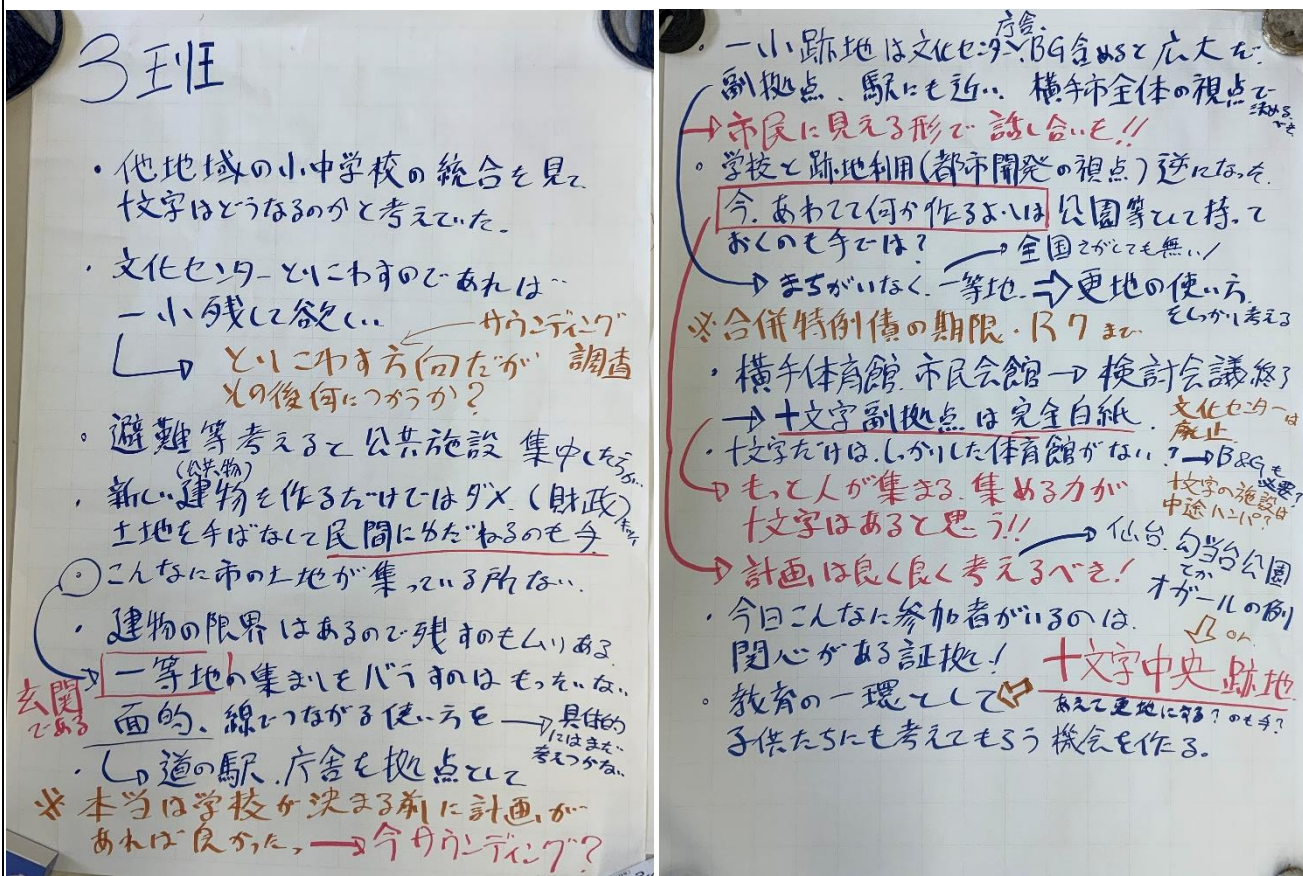 3班
・他地域の小中学校の統合を見て
十文字はどうなるのかと考えていた。
・文化センターとりこわすのであれば…
一小残して欲しい
サウンディング
調査
とりこわす方向だが
その後何につかうか?
・避難等考えると公共施設 集中したらダメ
(公共物)
・新しい建物を作るだけではダメ(財政)
土地を手ばなして民間にゆだねるのも手
・こんなに市の土地が集っている所ない
・建物の限界はあるので残すのもムリある
一等地の集まりをバラすのはもったいない
玄関
である
面的、線でつながる使い方を
→具体的
にはまだ
考えつかない
・→道の駅、庁舎を拠点として
※本当は学校が決まる前に計画が
あれば良かった。→今サウンディング?
庁舎、
・一小跡地は文化センター、BG含めると広大だ。
副拠点、駅にも近い、横手市全体の視点で
決める
べき
→市民に見える形で話し合いも!!
・学校と跡地利用(都市開発の視点)逆になった。
今、あわてて何か作るよりは公園等として持って
おくのも手では?
→全国さがしても無い!
→まちがいなく、一等地、⇒更地の使い方
をしっかり考える
※合併特例債の期限・R7まで
・横手体育館、市民会館→検討会議終了
→十文字副拠点は完全白紙
文化センターは
廃止
・十文字だけは、しっかりした体育館がない?
→B&Gも
必要?
十文字の施設は
中途ハンパ?
→もっと人が集まる、集める力が
十文字はあると思う!!
→計画は良く良く考えるべき!
→仙台、勾当台公園
とか
オガールの例
・今日こんなに参加者がいるのは、
関心がある証拠!
or
十文字中央跡地
あえて更地にする?のも手?
・教育の一環として
子供たちにも考えてもらう機会を作る。